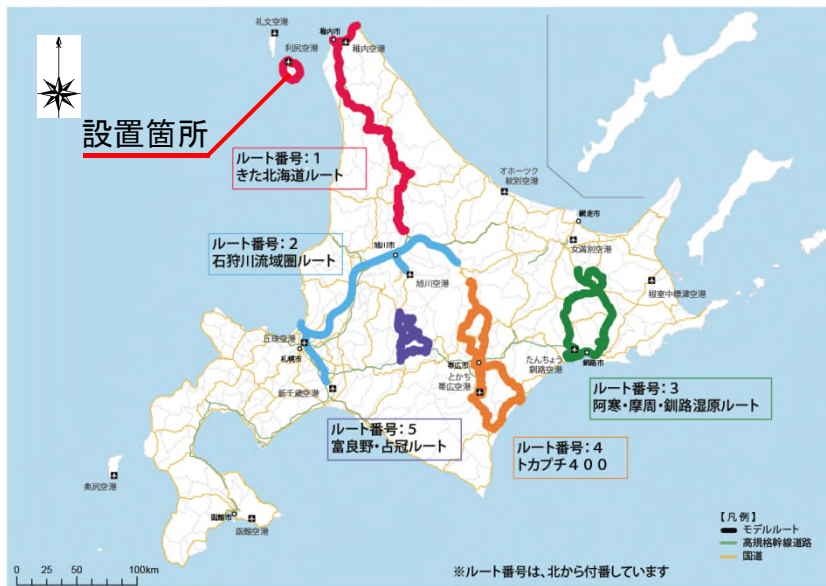 礼文空港
利尻空港
稚内市
稚内空港
設置箇所
ルート番号：1
きた北海道ルート
オホーツク
紋別空港
網走市
女満別空港
ルート番号：2
石狩川流域圏ルート
旭川市
旭川空港
根室中標津空港
丘珠空港
札幌市
新千歳空港
帯広市
とかち
帯広空港
たんちょう
釧路空港
釧路市
ルート番号：3
阿寒・摩周・釧路湿原ルート
ルート番号：5
富良野・占冠ルート
ルート番号：4
トカプチ４００
奥尻空港
函館市
函館空港
【凡例】
モデルルート
高規格幹線道路
国道
0 25 50 100km
※ルート番号は、北から付番しています